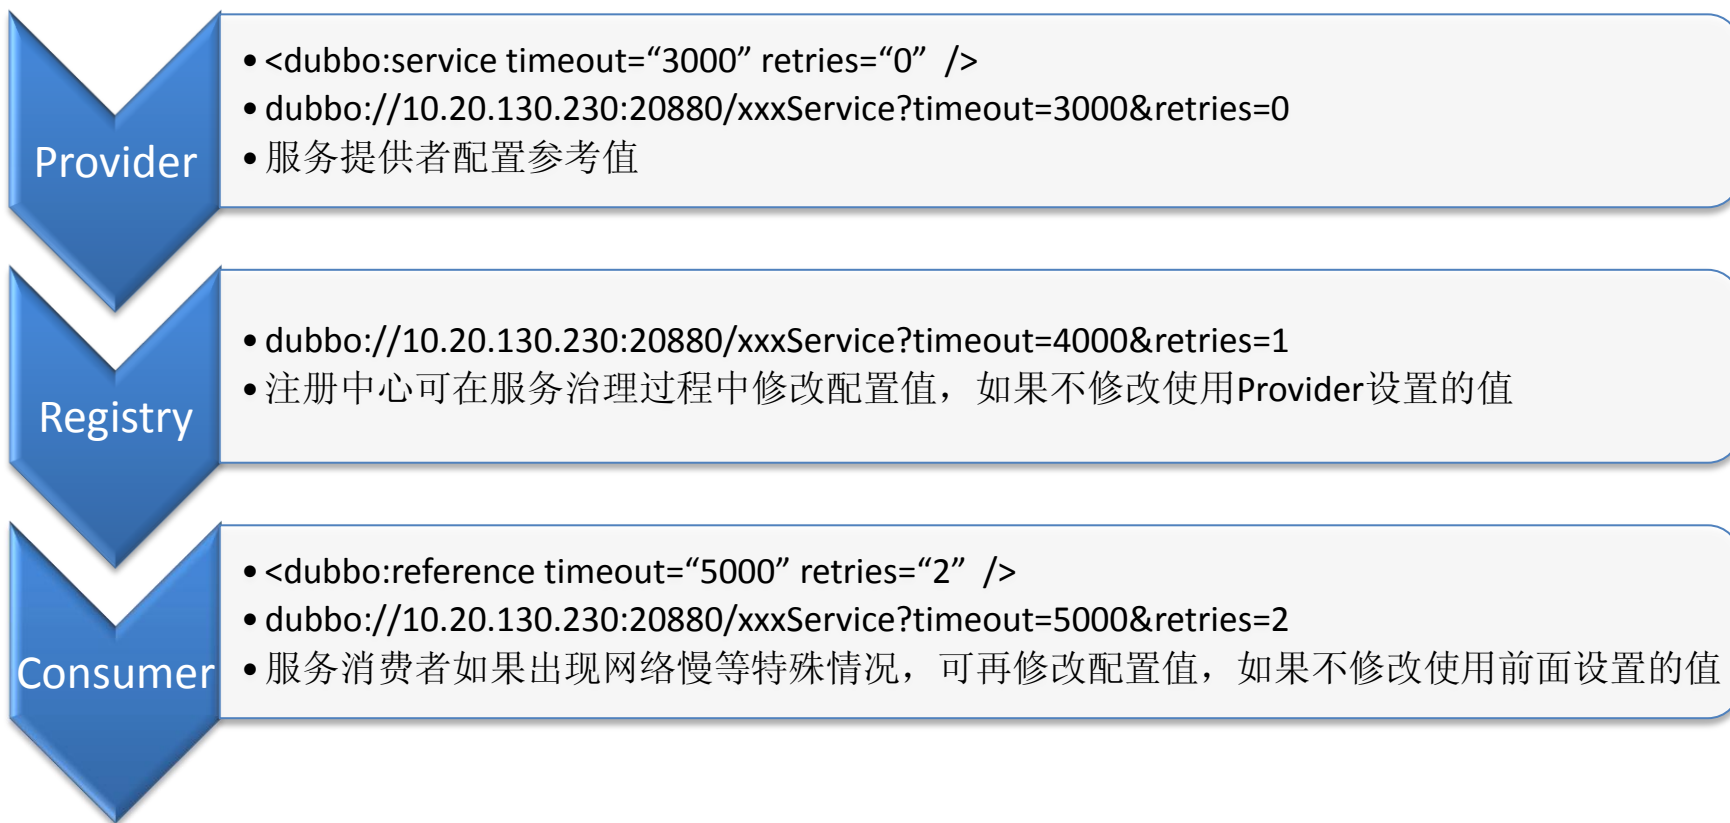 Provider
•<dubbo:service timeout=“3000” retries=“0” />
•dubbo://10.20.130.230:20880/xxxService?timeout=3000&retries=0
•服务提供者配置参考值
Registry
•dubbo://10.20.130.230:20880/xxxService?timeout=4000&retries=1
•注册中心可在服务治理过程中修改配置值，如果不修改使用Provider设置的值
Consumer
•<dubbo:reference timeout=“5000” retries=“2” />
•dubbo://10.20.130.230:20880/xxxService?timeout=5000&retries=2
•服务消费者如果出现网络慢等特殊情况，可再修改配置值，如果不修改使用前面设置的值